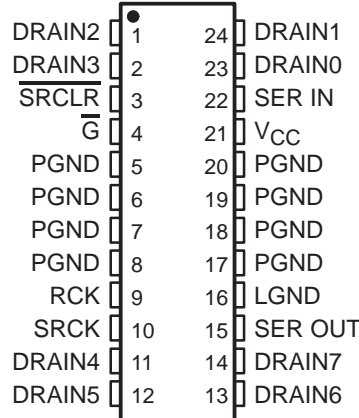 DRAIN2 1 24 DRAIN1
DRAIN3 2 23 DRAIN0
SRCLR 3 22 SER IN
G 4 21 VCC
PGND 5 20 PGND
PGND 6 19 PGND
PGND 7 18 PGND
PGND 8 17 PGND
RCK 9 16 LGND
SRCK 10 15 SER OUT
DRAIN4 11 14 DRAIN7
DRAIN5 12 13 DRAIN6